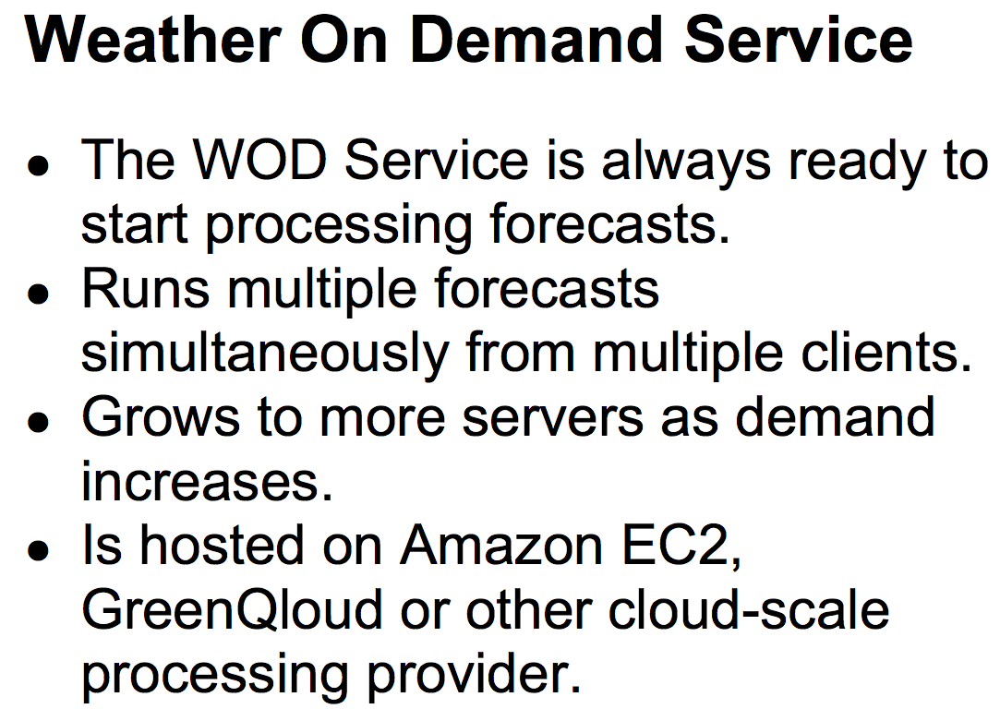 Weather On Demand Service
● The WOD Service is always ready to
start processing forecasts.
● Runs multiple forecasts
simultaneously from multiple clients.
● Grows to more servers as demand
increases.
● Is hosted on Amazon EC2,
GreenQloud or other cloud-scale
processing provider.